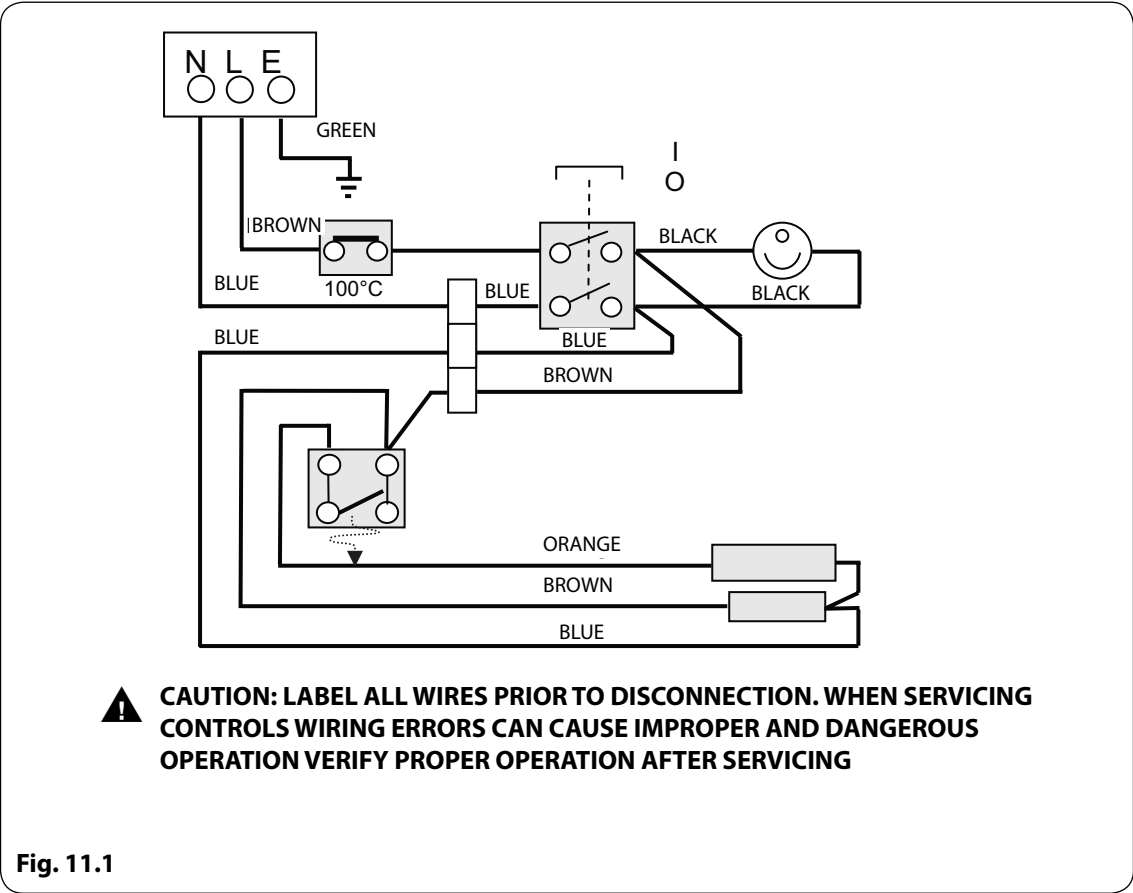 N L E
GREEN
I
O
BROWN
BLACK
BLUE
100°C
BLUE
BLACK
BLUE
BLUE
BROWN
ORANGE
BROWN
BLUE
CAUTION: LABEL ALL WIRES PRIOR TO DISCONNECTION. WHEN SERVICING
CONTROLS WIRING ERRORS CAN CAUSE IMPROPER AND DANGEROUS
OPERATION VERIFY PROPER OPERATION AFTER SERVICING
Fig. 11.1